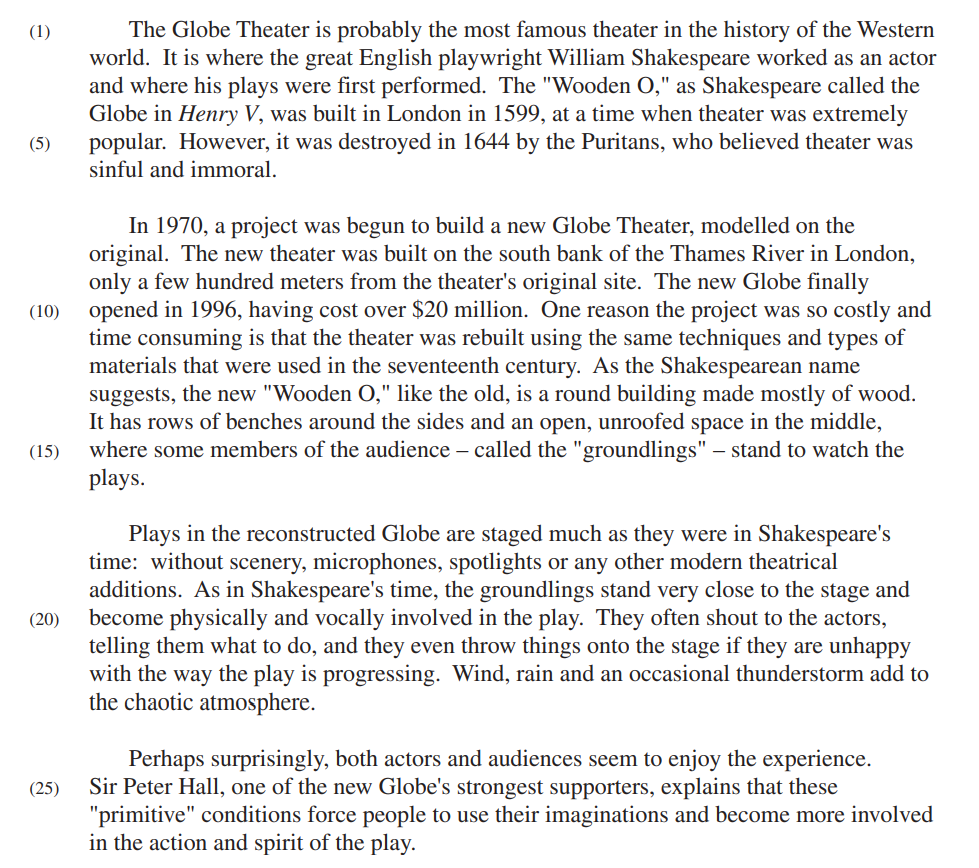 (1) The Globe Theater is probably the most famous theater in the history of the Western
world. It is where the great English playwright William Shakespeare worked as an actor
and where his plays were first performed. The "Wooden O," as Shakespeare called the
Globe in Henry V, was built in London in 1599, at a time when theater was extremely
(5) popular. However, it was destroyed in 1644 by the Puritans, who believed theater was
sinful and immoral.
In 1970, a project was begun to build a new Globe Theater, modelled on the
original. The new theater was built on the south bank of the Thames River in London,
only a few hundred meters from the theater's original site. The new Globe finally
(10) opened in 1996, having cost over $20 million. One reason the project was so costly and
time consuming is that the theater was rebuilt using the same techniques and types of
materials that were used in the seventeenth century. As the Shakespearean name
suggests, the new "Wooden O," like the old, is a round building made mostly of wood.
It has rows of benches around the sides and an open, unroofed space in the middle,
(15) where some members of the audience – called the "groundlings" – stand to watch the
plays.
Plays in the reconstructed Globe are staged much as they were in Shakespeare's
time: without scenery, microphones, spotlights or any other modern theatrical
additions. As in Shakespeare's time, the groundlings stand very close to the stage and
(20) become physically and vocally involved in the play. They often shout to the actors,
telling them what to do, and they even throw things onto the stage if they are unhappy
with the way the play is progressing. Wind, rain and an occasional thunderstorm add to
the chaotic atmosphere.
Perhaps surprisingly, both actors and audiences seem to enjoy the experience.
(25) Sir Peter Hall, one of the new Globe's strongest supporters, explains that these
"primitive" conditions force people to use their imaginations and become more involved
in the action and spirit of the play.